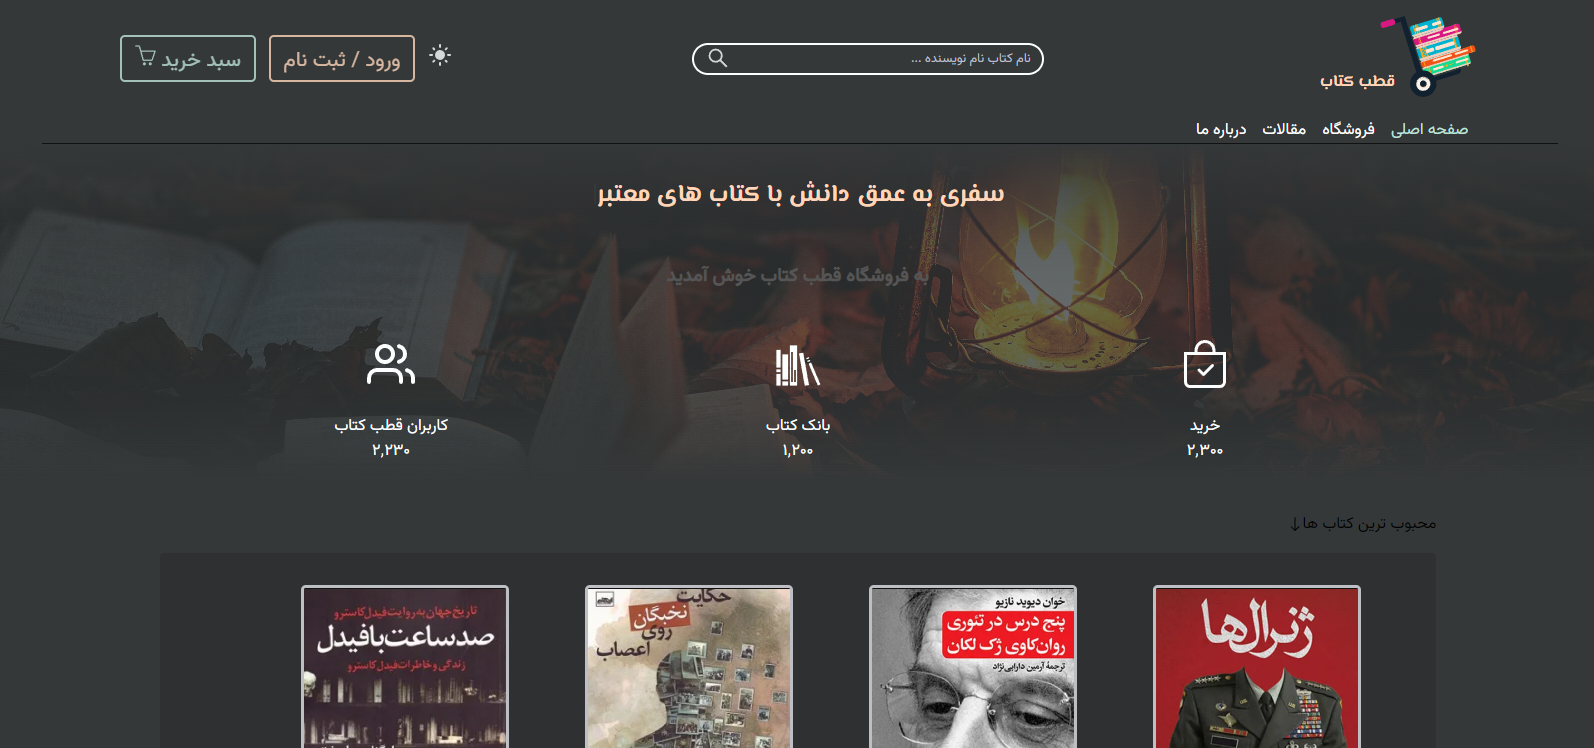 قطب کتاب
نام کتاب نام نویسنده ...
ورود / ثبت نام
سبد خرید
صفحه اصلی
فروشگاه
مقالات
درباره ما
سفری به عمق دانش با کتاب های معتبر
به فروشگاه قطب کتاب خوش آمدید
خرید
۲,۳۰۰
بانک کتاب
۱,۲۰۰
کاربران قطب کتاب
۲,۲۳۰
محبوب ترین کتاب ها↓
ژنرال‌ها
خوان دیوید نازیو
پنج درس در تئوری
روان‌کاوی ژک لکان
ترجمهٔ آرمین دارابی‌نژاد
حکایت
نخبگان
روی
اعصاب
تاریخ جهان به روایت فیدل کاسترو
صد ساعت با فیدل
زندگی و خاطرات فیدل کاسترو